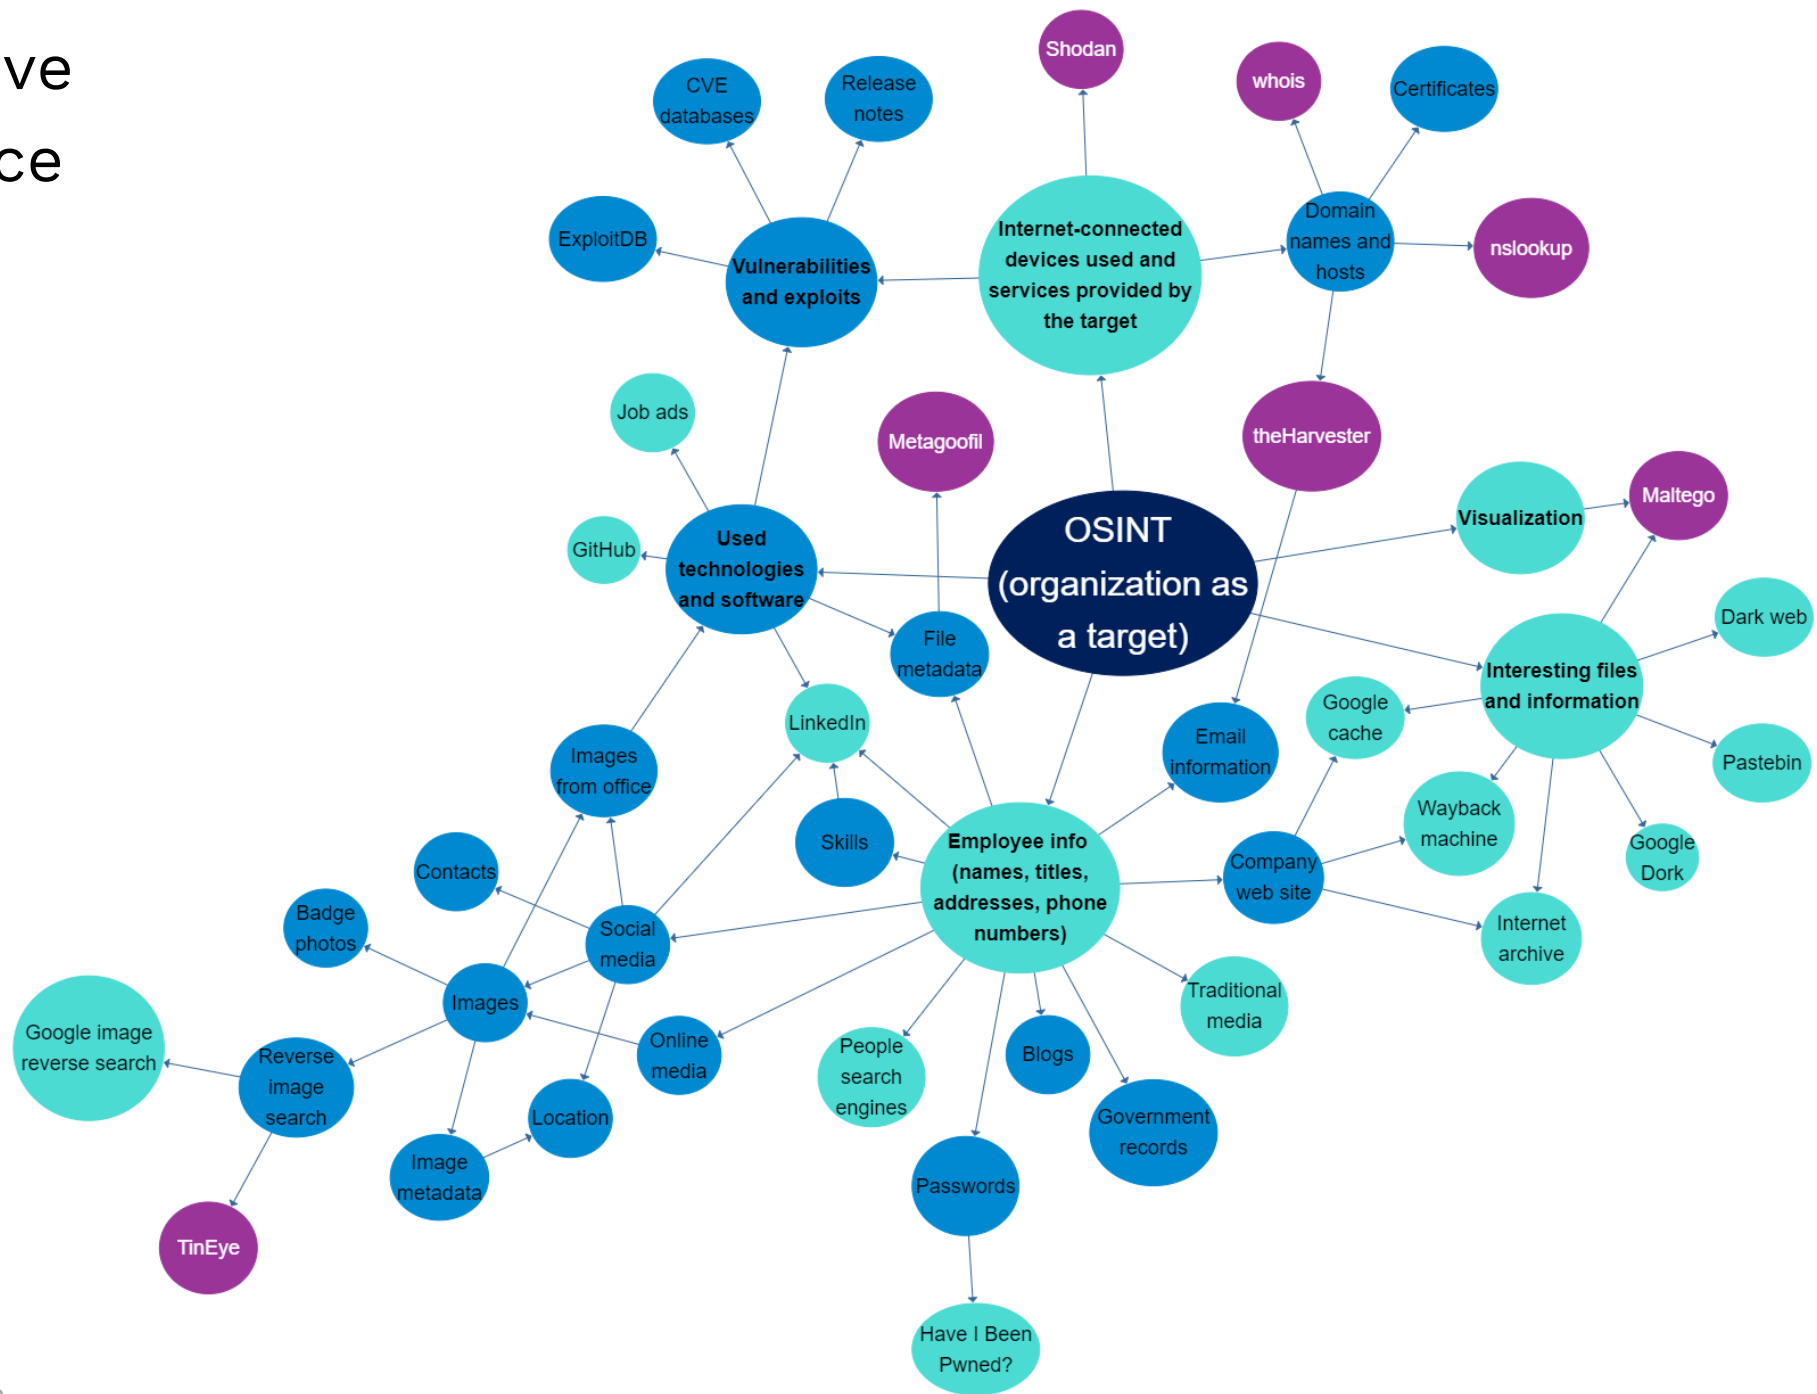 ve
ce
Shodan
whois
Certificates
CVE
databases
Release
notes
ExploitDB
Vulnerabilities
and exploits
Internet-connected
devices used and
services provided by
the target
Domain
names and
hosts
nslookup
Job ads
Metagoofil
theHarvester
GitHub
Used
technologies
and software
OSINT
(organization as
a target)
Visualization
Maltego
File
metadata
Dark web
Interesting files
and information
LinkedIn
Google
cache
Email
information
Images
from office
Pastebin
Wayback
machine
Google
Dork
Skills
Employee info
(names, titles,
addresses, phone
numbers)
Company
web site
Contacts
Badge
photos
Social
media
Internet
archive
Images
Traditional
media
Google image
reverse search
Reverse
image
search
Online
media
People
search
engines
Blogs
Location
Government
records
Image
metadata
Passwords
TinEye
Have I Been
Pwned?